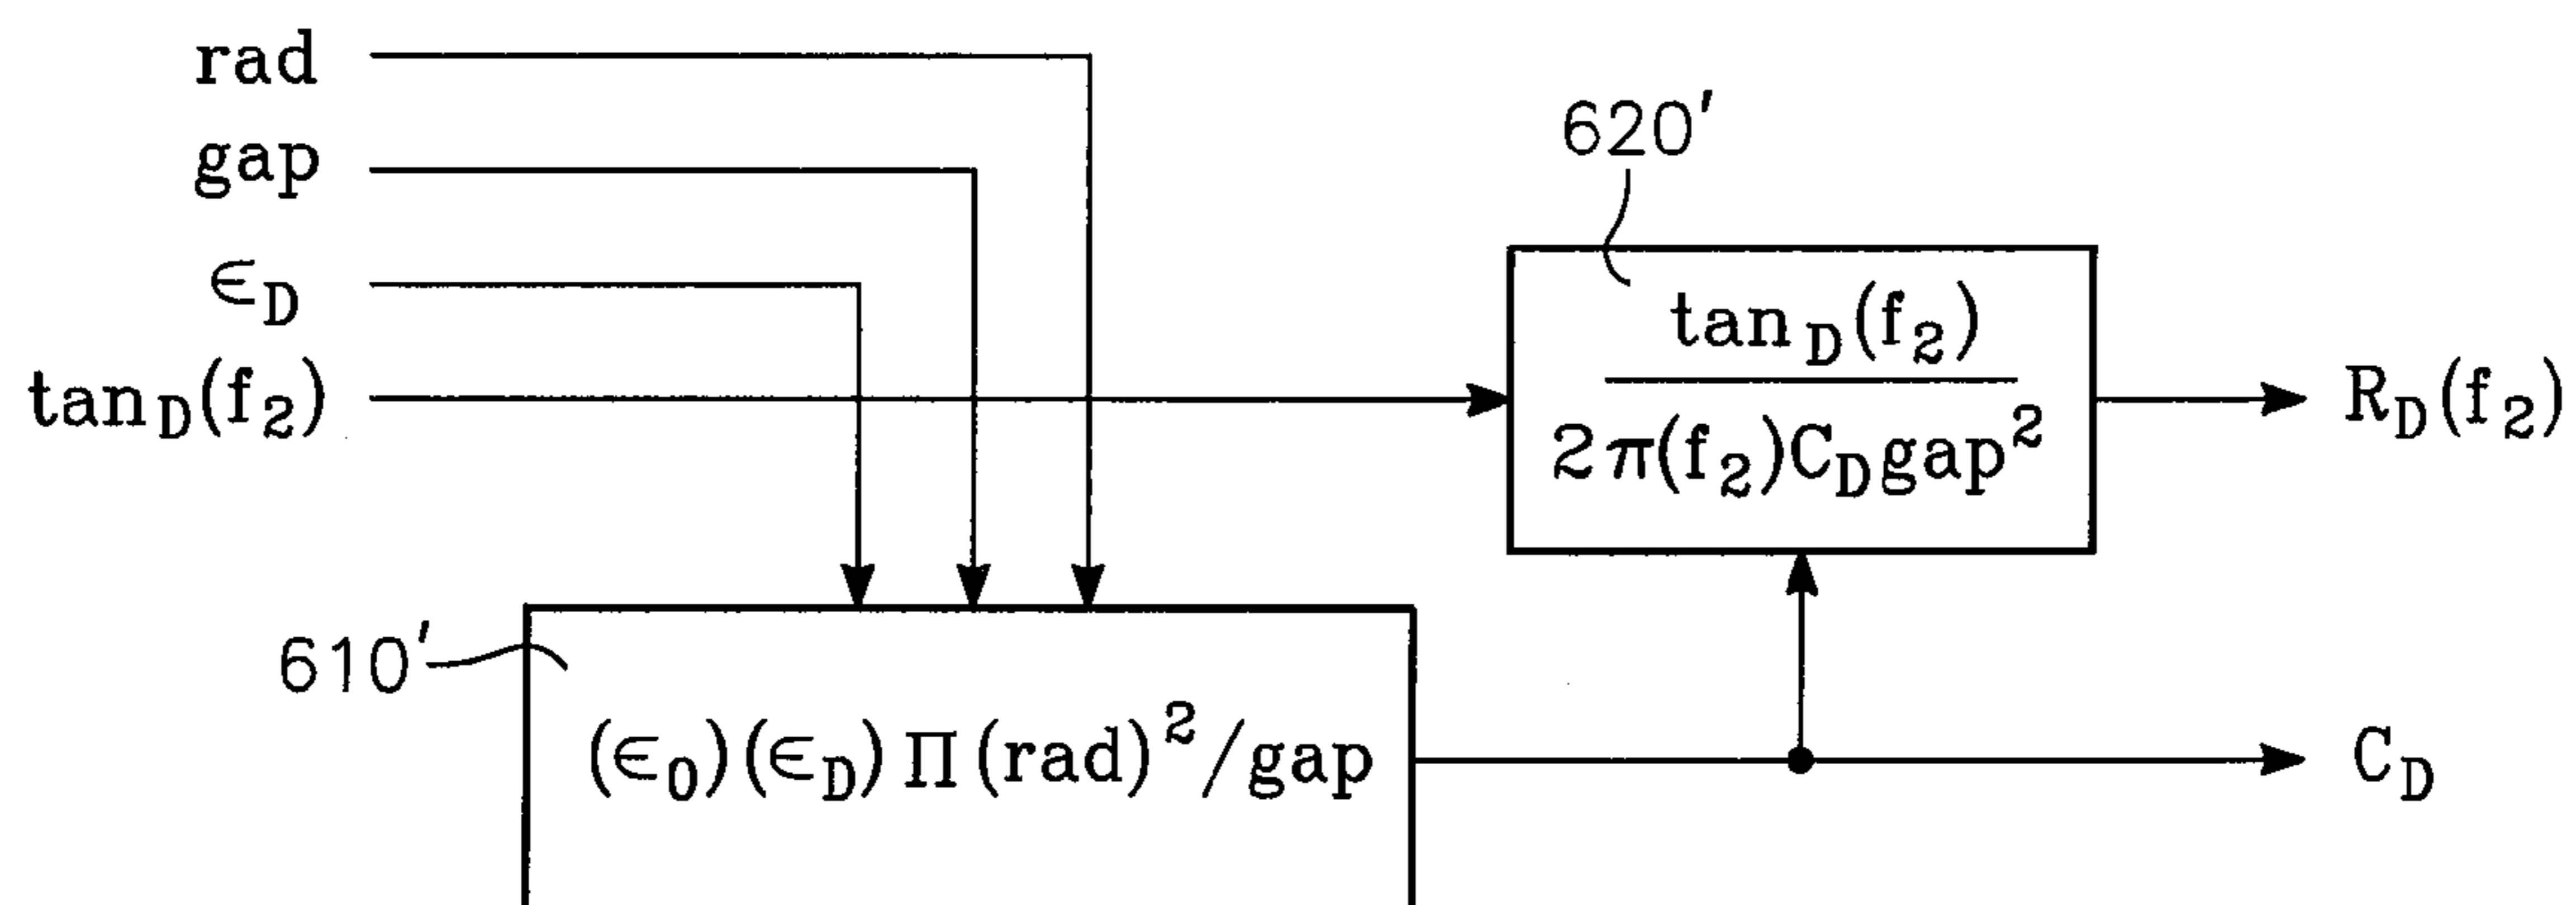 rad
gap
∈D
tanD(f2)
620′
tanD(f2)
2π(f2)CDgap²
RD(f2)
610′
(∈0)(∈D)Π(rad)²/gap
CD